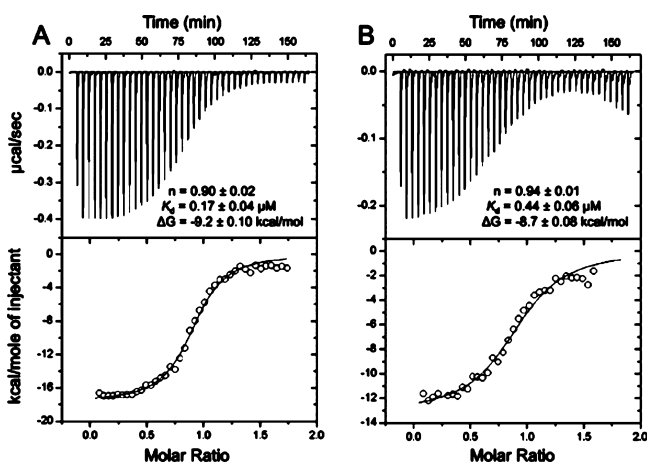 A
Time (min)
0 25 50 75 100 125 150
0.0
-0.1
-0.2
-0.3
-0.4
µcal/sec
n = 0.90 ± 0.02
Kd = 0.17 ± 0.04 µM
ΔG = -9.2 ± 0.10 kcal/mol
0
-4
-8
-12
-16
-20
kcal/mole of injectant
0.0 0.5 1.0 1.5 2.0
Molar Ratio
B
Time (min)
0 25 50 75 100 125 150
0.0
-0.1
-0.2
n = 0.94 ± 0.01
Kd = 0.44 ± 0.06 µM
ΔG = -8.7 ± 0.08 kcal/mol
0
-2
-4
-6
-8
-10
-12
-14
0.0 0.5 1.0 1.5 2.0
Molar Ratio